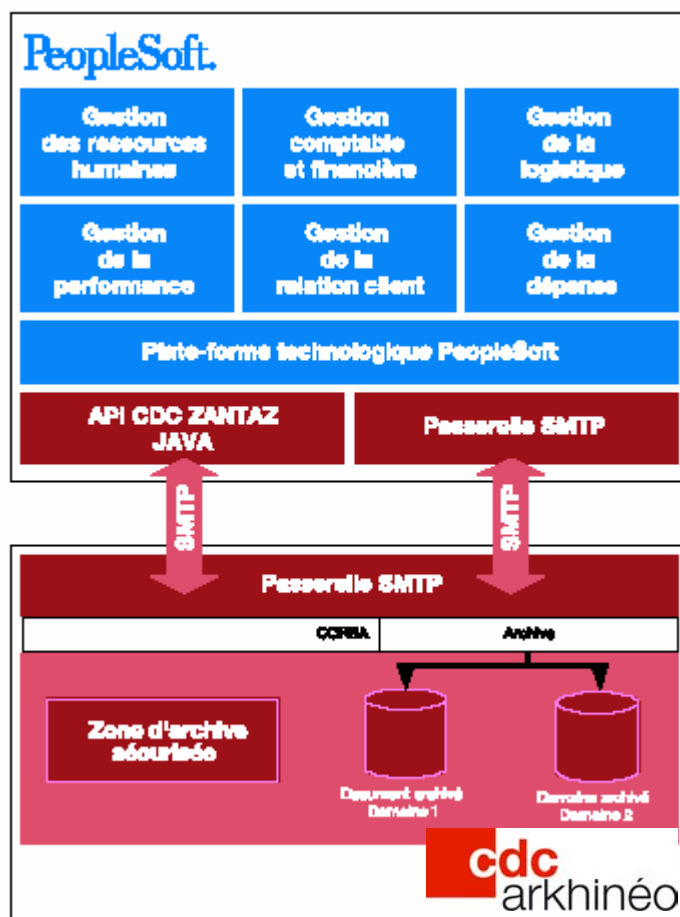 PeopleSoft.
Gestion
des ressources
humaines
Gestion
comptable
et financière
Gestion
de la
logistique
Gestion
de la
performance
Gestion
de la
relation client
Gestion
de la
dépense
Plate-forme technologique PeopleSoft
API CDC ZANTAZ
JAVA
Passerelle SMTP
SMTP
SMTP
Passerelle SMTP
CORBA
Archive
Zone d'archive
sécurisée
Document archivé
Domaine 1
Domaine archivé
Domaine 2
cdc
arkhinéo